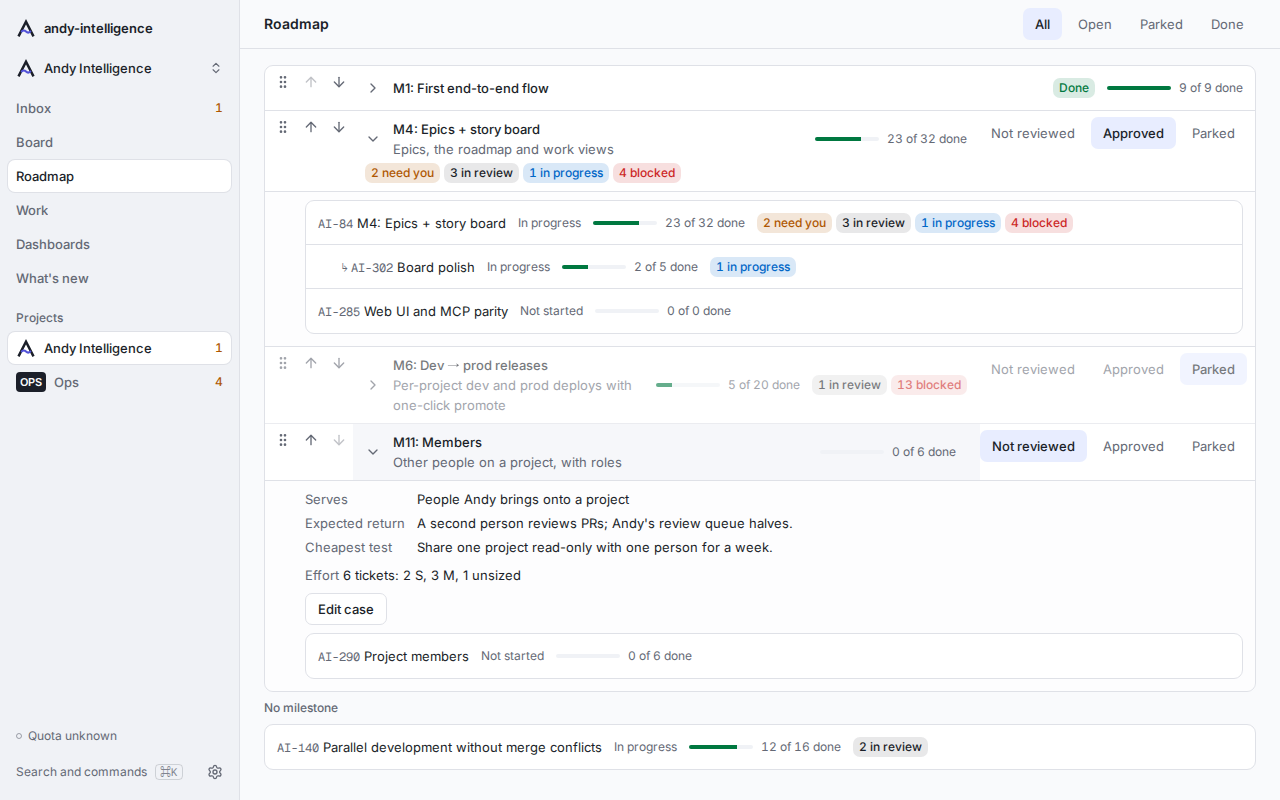 andy-intelligence
Roadmap
All Open Parked Done
Andy Intelligence
Inbox 1
Board
Roadmap
Work
Dashboards
What's new
Projects
Andy Intelligence 1
OPS Ops 4
Quota unknown
Search and commands ⌘K
M1: First end-to-end flow Done 9 of 9 done
M4: Epics + story board 23 of 32 done Not reviewed Approved Parked
Epics, the roadmap and work views
2 need you 3 in review 1 in progress 4 blocked
AI-84 M4: Epics + story board In progress 23 of 32 done 2 need you 3 in review 1 in progress 4 blocked
↳ AI-302 Board polish In progress 2 of 5 done 1 in progress
AI-285 Web UI and MCP parity Not started 0 of 0 done
M6: Dev → prod releases Not reviewed Approved Parked
Per-project dev and prod deploys with 5 of 20 done 1 in review 13 blocked
one-click promote
M11: Members 0 of 6 done Not reviewed Approved Parked
Other people on a project, with roles
Serves People Andy brings onto a project
Expected return A second person reviews PRs; Andy's review queue halves.
Cheapest test Share one project read-only with one person for a week.
Effort 6 tickets: 2 S, 3 M, 1 unsized
Edit case
AI-290 Project members Not started 0 of 6 done
No milestone
AI-140 Parallel development without merge conflicts In progress 12 of 16 done 2 in review